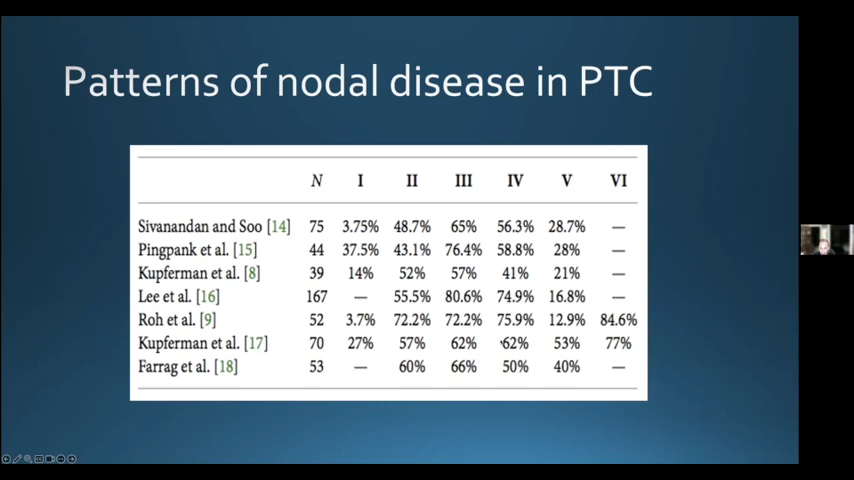 Patterns of nodal disease in PTC
N I II III IV V VI
Sivanandan and Soo [14] 75 3.75% 48.7% 65% 56.3% 28.7% —
Pingpank et al. [15] 44 37.5% 43.1% 76.4% 58.8% 28% —
Kupferman et al. [8] 39 14% 52% 57% 41% 21% —
Lee et al. [16] 167 — 55.5% 80.6% 74.9% 16.8% —
Roh et al. [9] 52 3.7% 72.2% 72.2% 75.9% 12.9% 84.6%
Kupferman et al. [17] 70 27% 57% 62% 62% 53% 77%
Farrag et al. [18] 53 — 60% 66% 50% 40% —